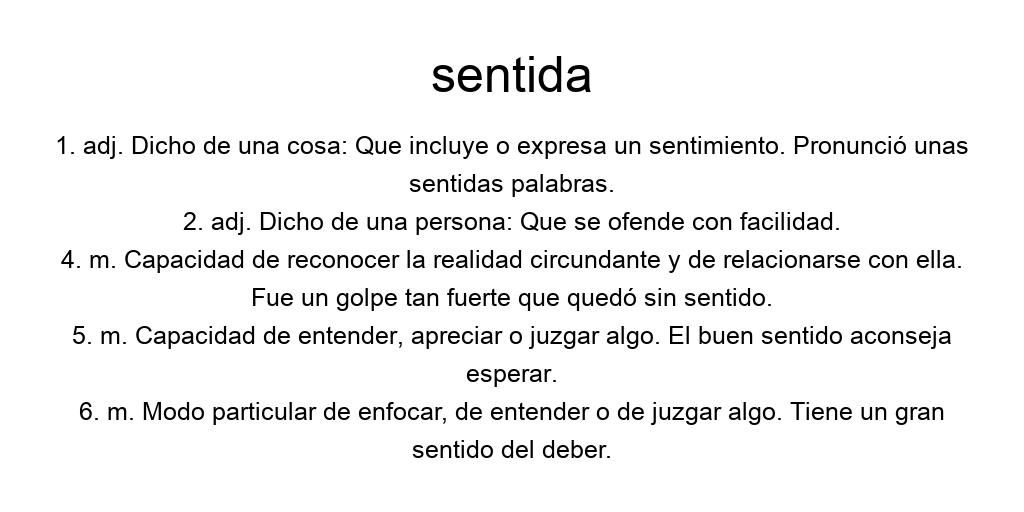 sentida
1. adj. Dicho de una cosa: Que incluye o expresa un sentimiento. Pronunció unas
sentidas palabras.
2. adj. Dicho de una persona: Que se ofende con facilidad.
4. m. Capacidad de reconocer la realidad circundante y de relacionarse con ella.
Fue un golpe tan fuerte que quedó sin sentido.
5. m. Capacidad de entender, apreciar o juzgar algo. El buen sentido aconseja
esperar.
6. m. Modo particular de enfocar, de entender o de juzgar algo. Tiene un gran
sentido del deber.